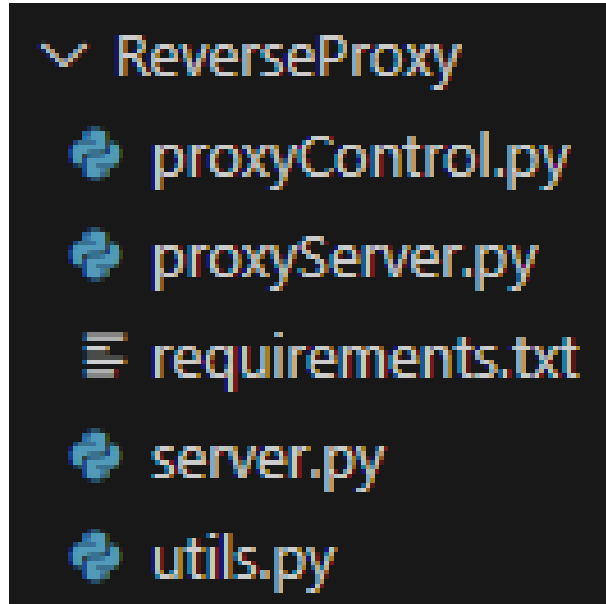 ReverseProxy
proxyControl.py
proxyServer.py
requirements.txt
server.py
utils.py